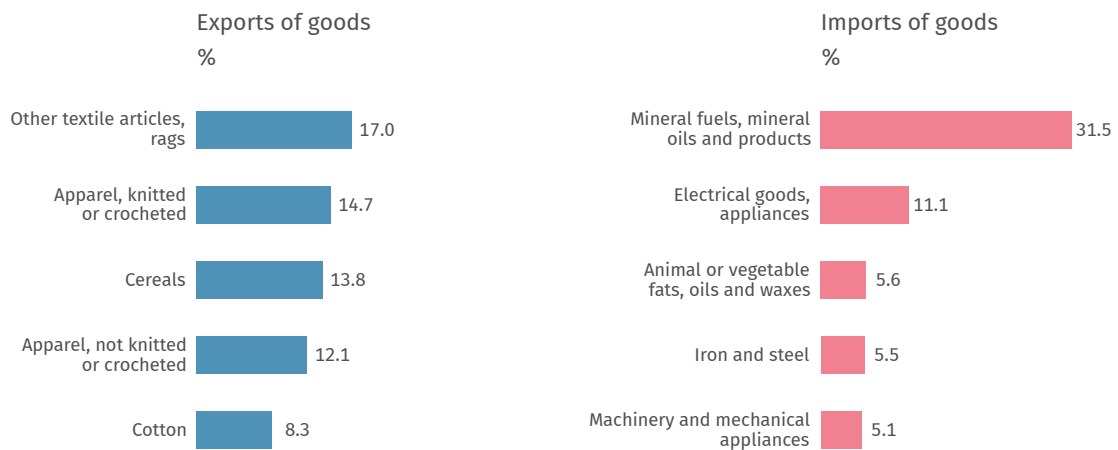 Exports of goods
%
Other textile articles,
rags
17.0
Apparel, knitted
or crocheted
14.7
Cereals
13.8
Apparel, not knitted
or crocheted
12.1
Cotton
8.3
Imports of goods
%
Mineral fuels, mineral
oils and products
31.5
Electrical goods,
appliances
11.1
Animal or vegetable
fats, oils and waxes
5.6
Iron and steel
5.5
Machinery and mechanical
appliances
5.1